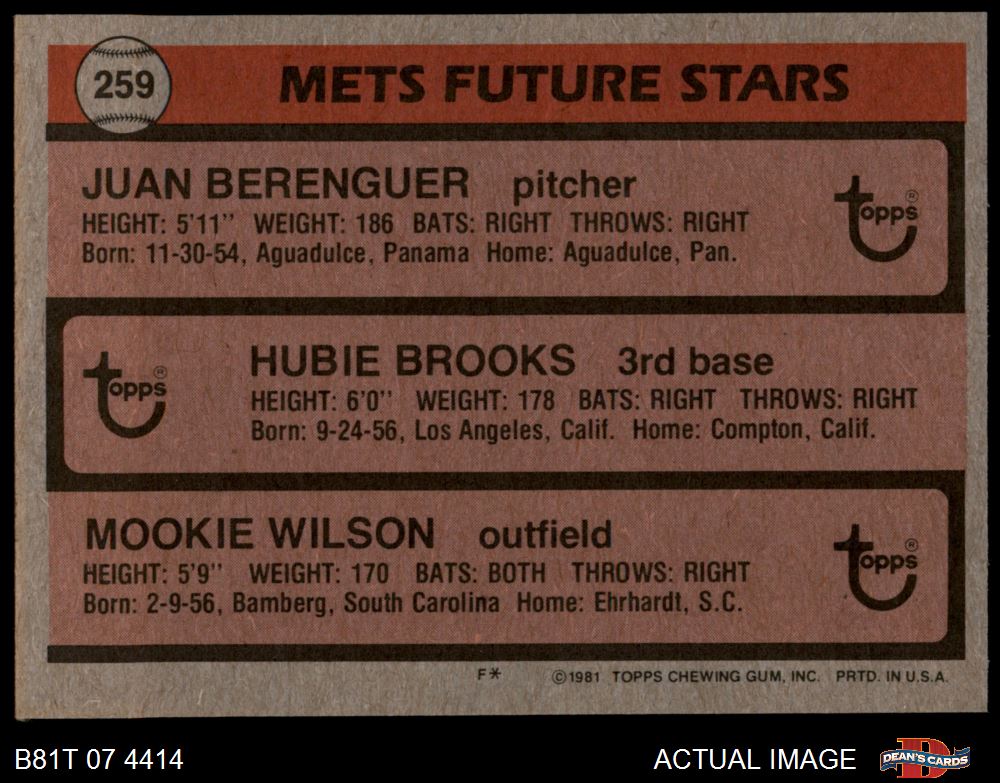 259 METS FUTURE STARS
JUAN BERENGUER pitcher
HEIGHT: 5'11" WEIGHT: 186 BATS: RIGHT THROWS: RIGHT
Born: 11-30-54, Aguadulce, Panama Home: Aguadulce, Pan.
topps ®
topps ®
HUBIE BROOKS 3rd base
HEIGHT: 6'0" WEIGHT: 178 BATS: RIGHT THROWS: RIGHT
Born: 9-24-56, Los Angeles, Calif. Home: Compton, Calif.
MOOKIE WILSON outfield
HEIGHT: 5'9" WEIGHT: 170 BATS: BOTH THROWS: RIGHT
Born: 2-9-56, Bamberg, South Carolina Home: Ehrhardt, S.C.
topps ®
F* ©1981 TOPPS CHEWING GUM, INC. PRTD. IN U.S.A.
B81T 07 4414 ACTUAL IMAGE D DEAN'S CARDS